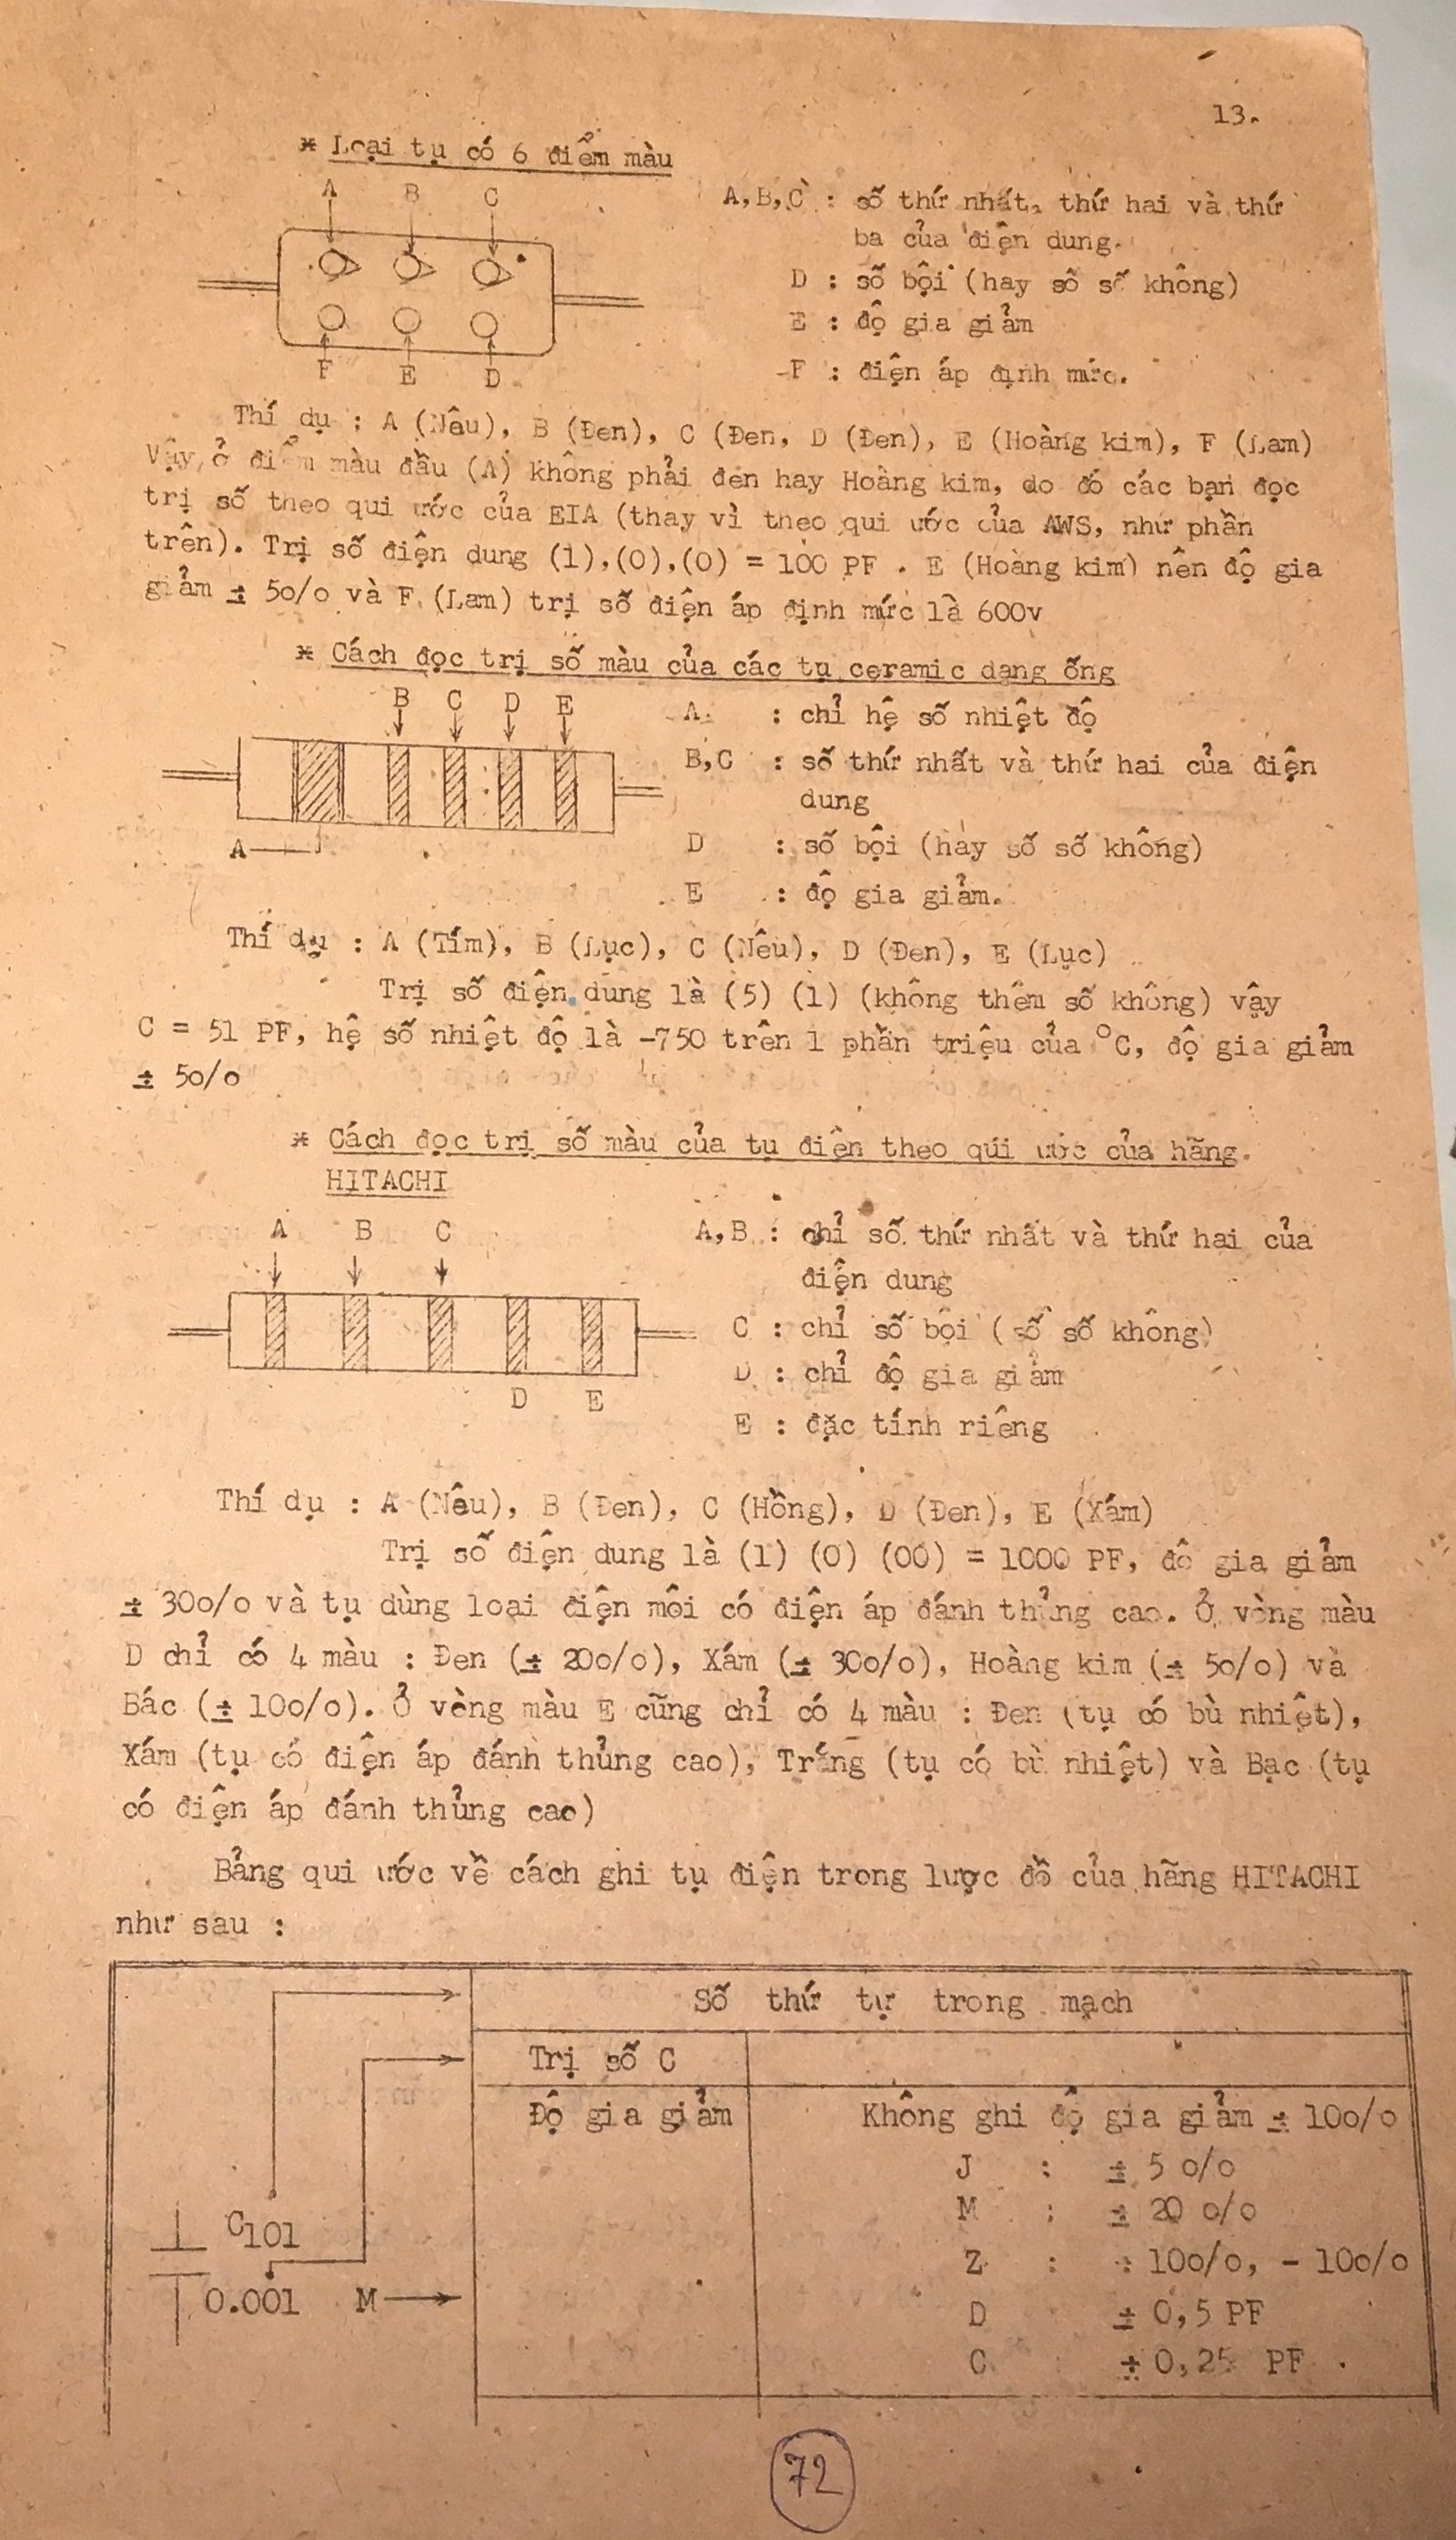 13.
* Loại tụ có 6 điểm màu
A B C
F E D
A,B,C : số thứ nhất, thứ hai và thứ
ba của điện dung.
D : số bội (hay số số không)
E : độ gia giảm
F : điện áp định mức.
Thí dụ : A (Nâu), B (Đen), C (Đen, D (Đen), E (Hoàng kim), F (Lam)
Vậy ở điểm màu đầu (A) không phải đen hay Hoàng kim, do đó các bạn đọc
trị số theo qui ước của EIA (thay vì theo qui ước của AWS, như phần
trên). Trị số điện dung (1),(0),(0) = 100 PF . E (Hoàng kim) nên độ gia
giảm ± 5o/o và F (Lam) trị số điện áp định mức là 600v
* Cách đọc trị số màu của các tụ ceramic dạng ống
B C D E
A
A : chỉ hệ số nhiệt độ
B,C : số thứ nhất và thứ hai của điện
dung
D : số bội (hay số số không)
E : độ gia giảm.
Thí dụ : A (Tím), B (Lục), C (Nêu), D (Đen), E (Lục)
Trị số điện dung là (5) (1) (không thêm số không) vậy
C = 51 PF, hệ số nhiệt độ là -750 trên 1 phần triệu của °C, độ gia giảm
± 5o/o
* Cách đọc trị số màu của tụ điện theo qúi ước của hãng
HITACHI
A B C
D E
A,B : chỉ số thứ nhất và thứ hai của
điện dung
C : chỉ số bội (số số không)
D : chỉ độ gia giảm
E : đặc tính riêng
Thí dụ : A (Nâu), B (Đen), C (Hồng), D (Đen), E (Xám)
Trị số điện dung là (1) (0) (00) = 1000 PF, độ gia giảm
± 30o/o và tụ dùng loại điện môi có điện áp đánh thủng cao. Ở vòng màu
D chỉ có 4 màu : Đen (± 20o/o), Xám (± 30o/o), Hoàng kim (± 5o/o) và
Bác (± 10o/o). Ở vòng màu E cũng chỉ có 4 màu : Đen (tụ có bù nhiệt),
Xám (tụ có điện áp đánh thủng cao), Trắng (tụ có bù nhiệt) và Bạc (tụ
có điện áp đánh thủng cao)
Bảng qui ước về cách ghi tụ điện trong lược đồ của hãng HITACHI
như sau :
Số thứ tự trong mạch
Trị số C
Độ gia giảm Không ghi độ gia giảm ± 10o/o
J : ± 5 o/o
M : ± 20 o/o
C101
Z : + 10o/o, - 10o/o
0.001 M
D ± 0,5 PF
C ± 0,25 PF .
72